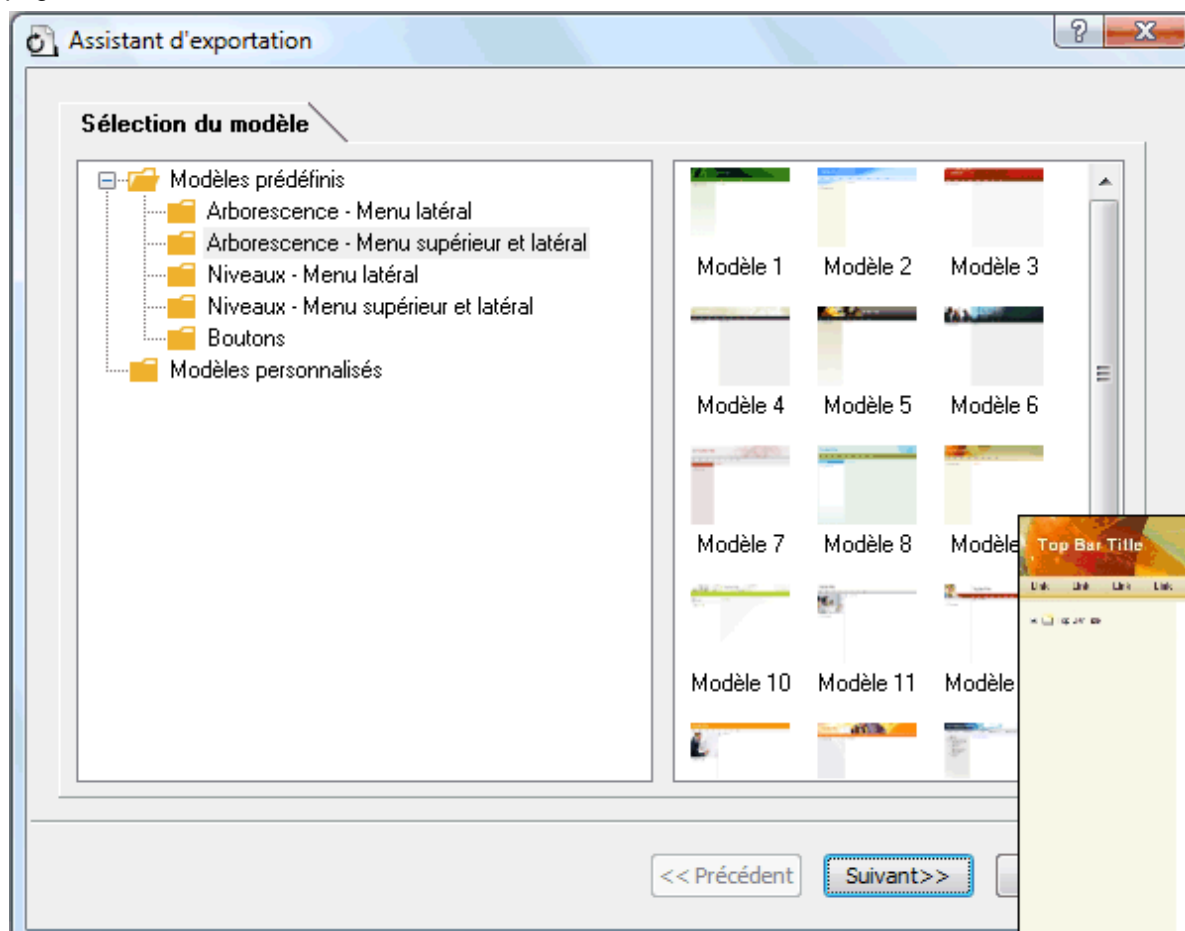 Assistant d'exportation
Sélection du modèle
Modèles prédéfinis
Arborescence - Menu latéral
Arborescence - Menu supérieur et latéral
Niveaux - Menu latéral
Niveaux - Menu supérieur et latéral
Boutons
Modèles personnalisés
Modèle 1 Modèle 2 Modèle 3
Modèle 4 Modèle 5 Modèle 6
Modèle 7 Modèle 8 Modèle
Modèle 10 Modèle 11 Modèle
Top Bar Title
Link Link Link Link
<< Précédent Suivant>>